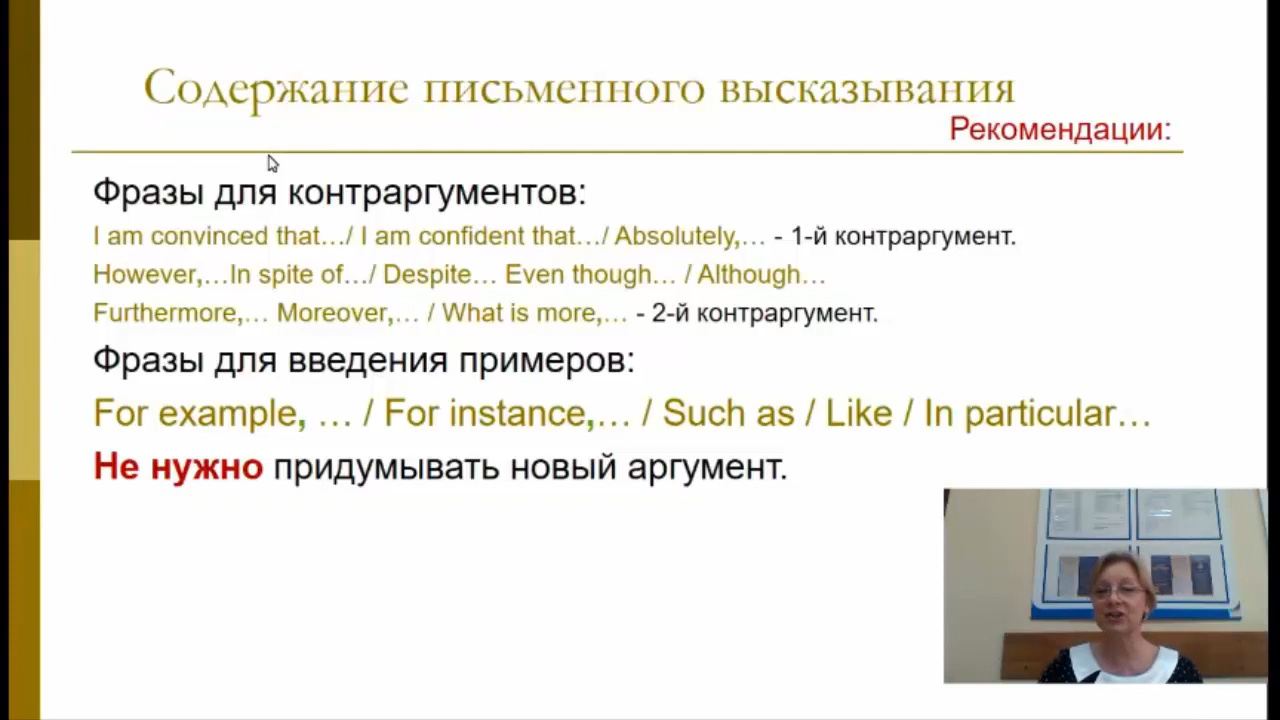 Содержание письменного высказывания
Рекомендации:
Фразы для контраргументов:
I am convinced that…/ I am confident that…/ Absolutely,… - 1-й контраргумент.
However,…In spite of…/ Despite… Even though… / Although…
Furthermore,… Moreover,… / What is more,… - 2-й контраргумент.
Фразы для введения примеров:
For example, … / For instance,… / Such as / Like / In particular…
Не нужно придумывать новый аргумент.